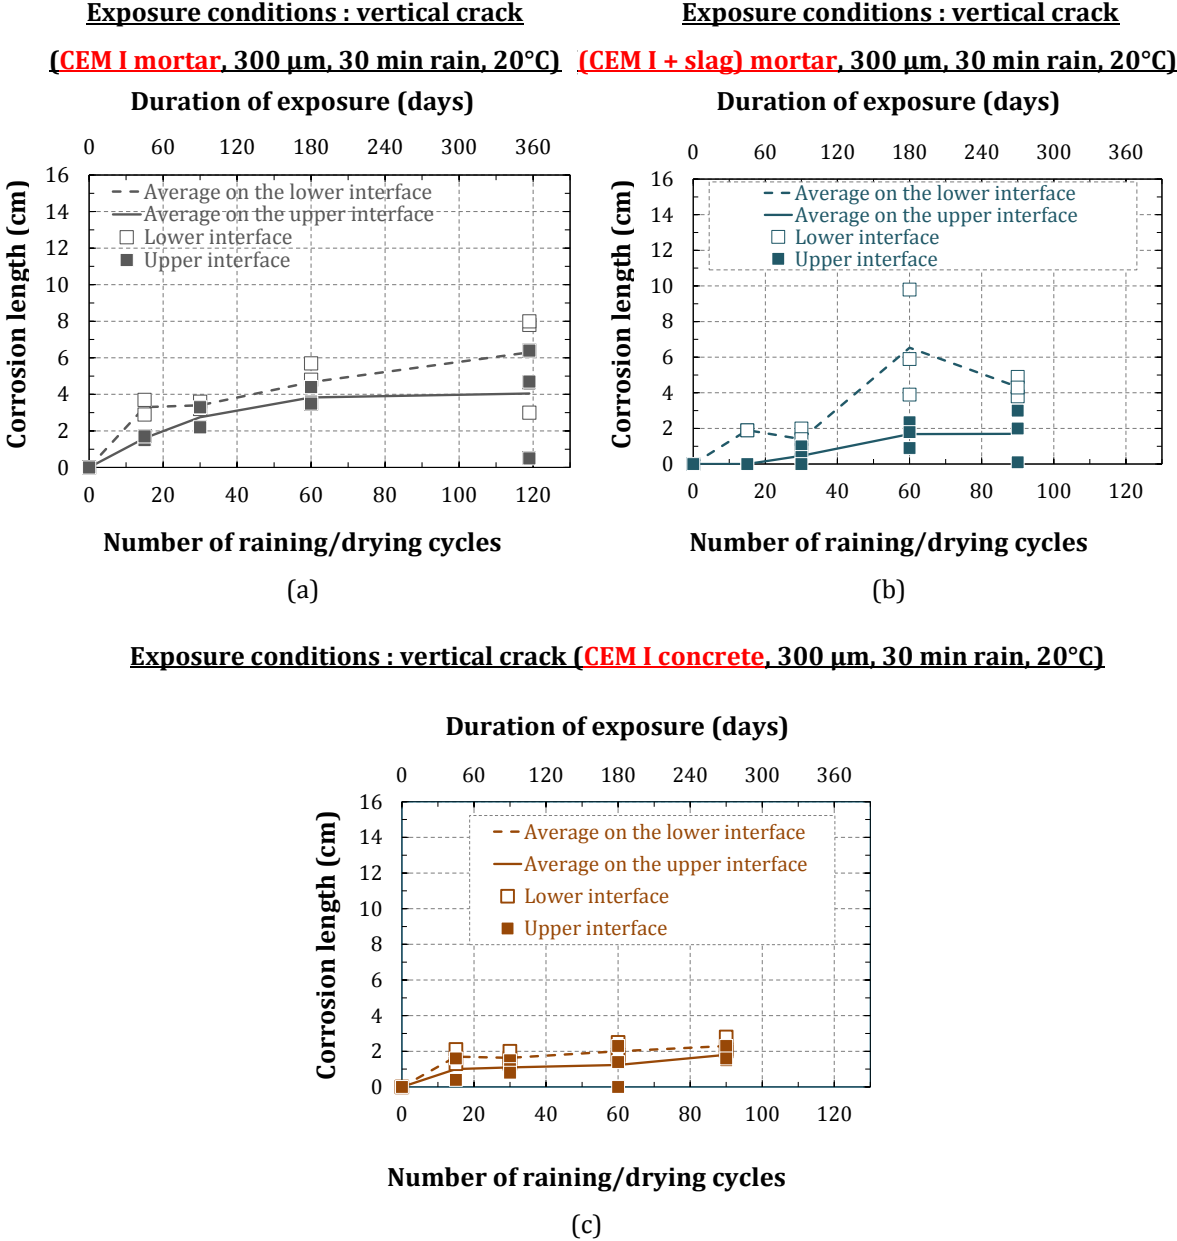 Exposure conditions : vertical crack
(CEM I mortar, 300 µm, 30 min rain, 20°C)
Duration of exposure (days)
0 60 120 180 240 300 360
16
14
12
10
8
6
4
2
0
Corrosion length (cm)
Average on the lower interface
Average on the upper interface
Lower interface
Upper interface
0 20 40 60 80 100 120
Number of raining/drying cycles
(a)
Exposure conditions : vertical crack
(CEM I + slag) mortar, 300 µm, 30 min rain, 20°C)
Duration of exposure (days)
0 60 120 180 240 300 360
16
14
12
10
8
6
4
2
0
Corrosion length (cm)
Average on the lower interface
Average on the upper interface
Lower interface
Upper interface
0 20 40 60 80 100 120
Number of raining/drying cycles
(b)
Exposure conditions : vertical crack (CEM I concrete, 300 µm, 30 min rain, 20°C)
Duration of exposure (days)
0 60 120 180 240 300 360
16
14
12
10
8
6
4
2
0
Corrosion length (cm)
Average on the lower interface
Average on the upper interface
Lower interface
Upper interface
0 20 40 60 80 100 120
Number of raining/drying cycles
(c)